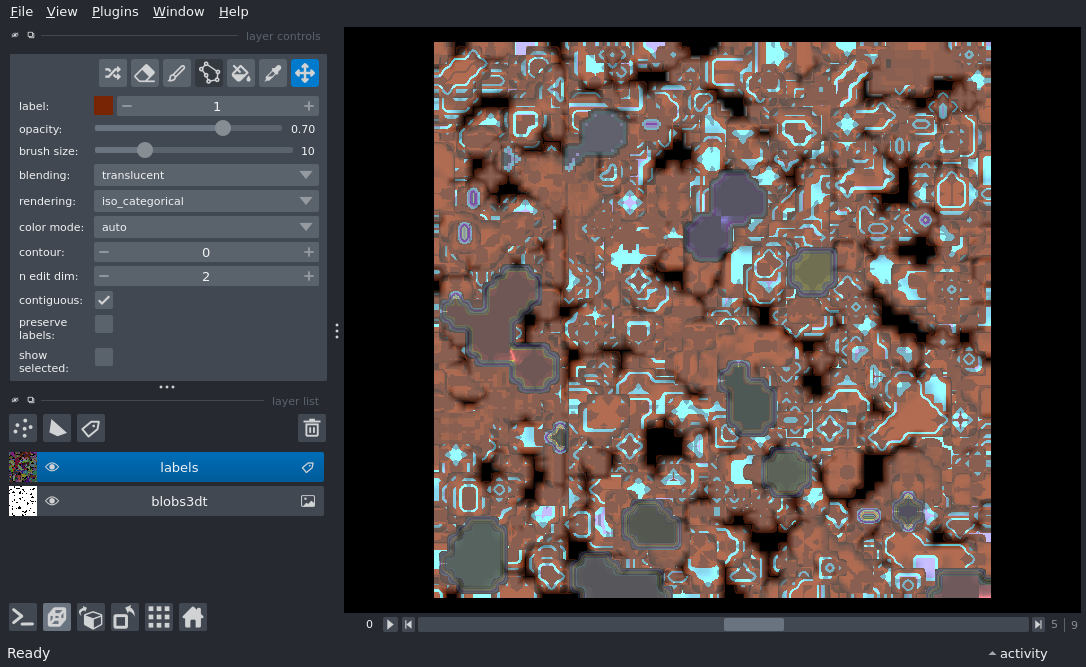 File View Plugins Window Help
layer controls
label: 1
opacity: 0.70
brush size: 10
blending: translucent
rendering: iso_categorical
color mode: auto
contour: 0
n edit dim: 2
contiguous:
preserve
labels:
show
selected:
layer list
labels
blobs3dt
0 5 | 9
Ready activity